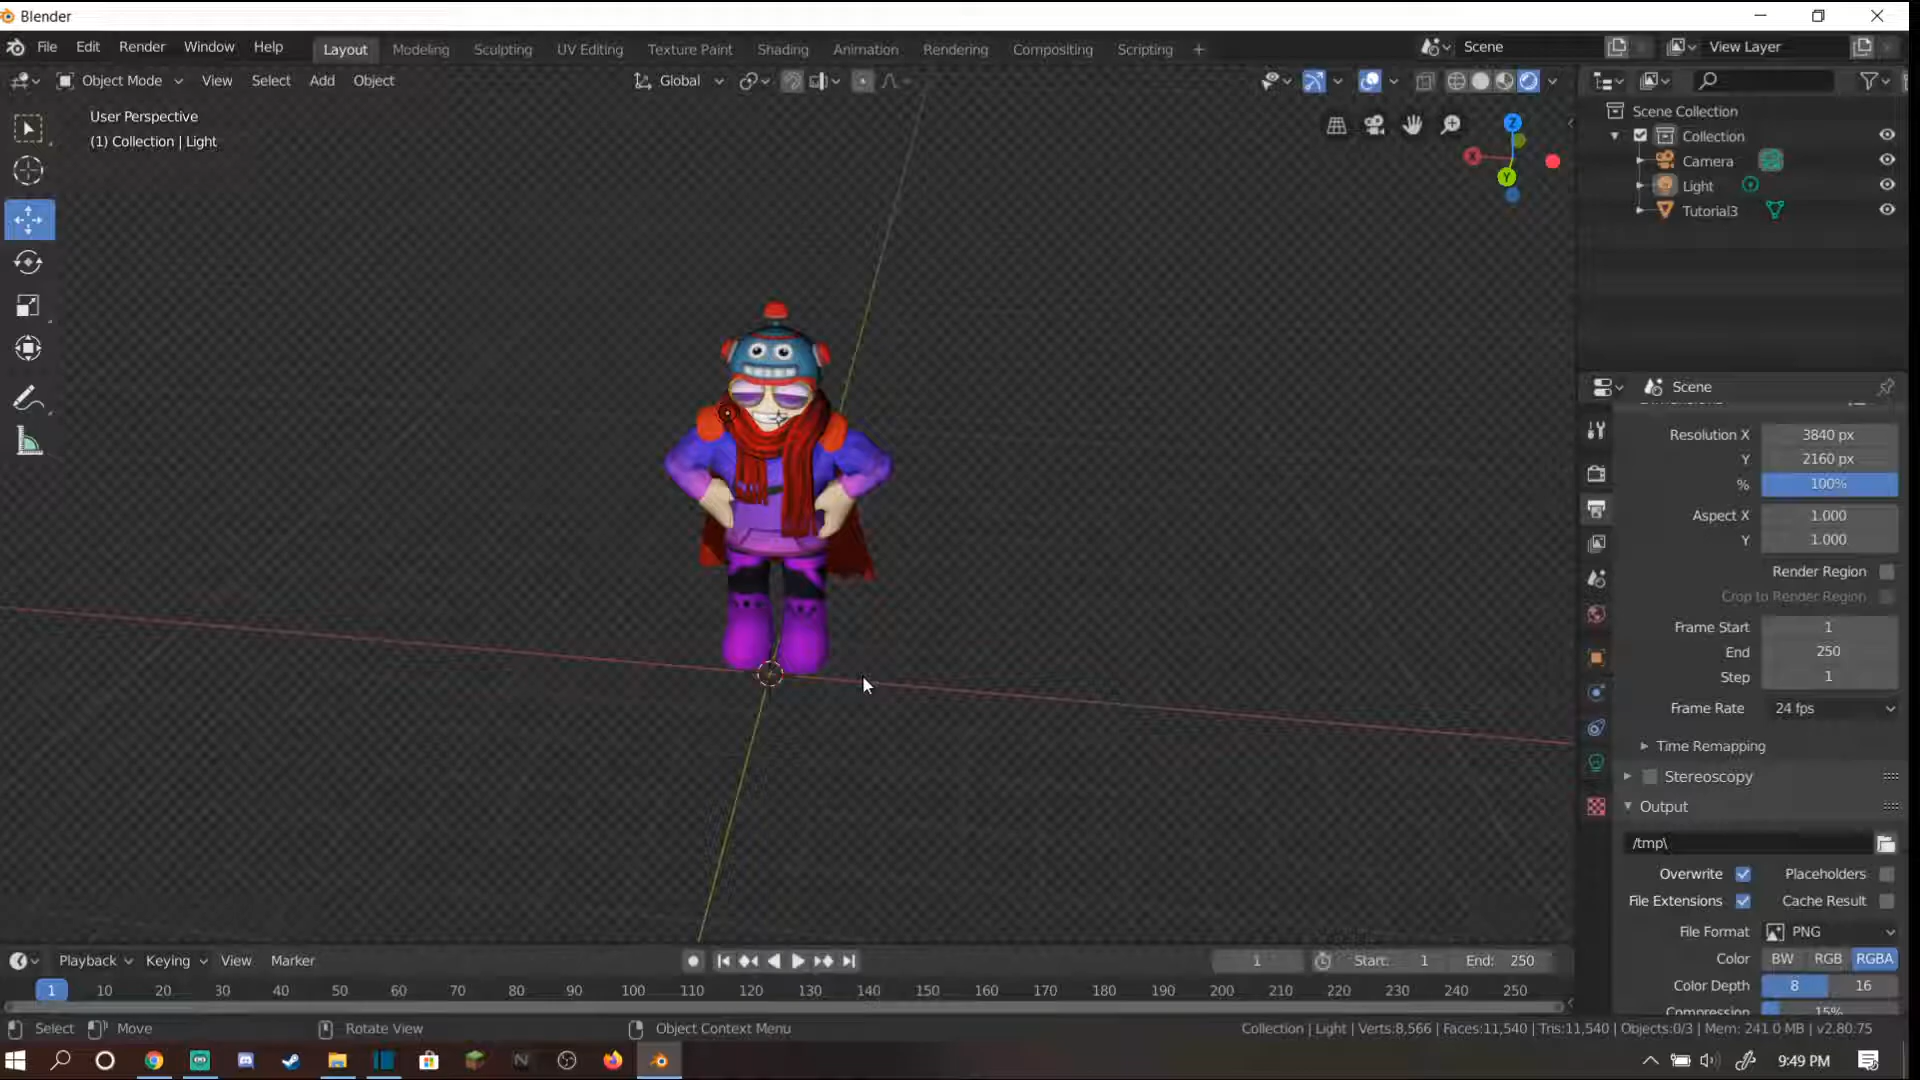 Blender
File Edit Render Window Help Layout Modeling Sculpting UV Editing Texture Paint Shading Animation Rendering Compositing Scripting + Scene View Layer
Object Mode View Select Add Object Global
User Perspective
(1) Collection | Light
Z
X
Y
Scene Collection
Collection
Camera
Light
Tutorial3
Scene
Resolution X 3840 px
Y 2160 px
% 100%
Aspect X 1.000
Y 1.000
Render Region
Crop to Render Region
Frame Start 1
End 250
Step 1
Frame Rate 24 fps
Time Remapping
Stereoscopy
Output
/tmp\
Overwrite Placeholders
File Extensions Cache Result
File Format PNG
Color BW RGB RGBA
Color Depth 8 16
Compression 15%
Playback Keying View Marker 1 Start: 1 End: 250
1 10 20 30 40 50 60 70 80 90 100 110 120 130 140 150 160 170 180 190 200 210 220 230 240 250
Select Move Rotate View Object Context Menu Collection | Light | Verts:8,566 | Faces:11,540 | Tris:11,540 | Objects:0/3 | Mem: 241.0 MB | v2.80.75
9:49 PM